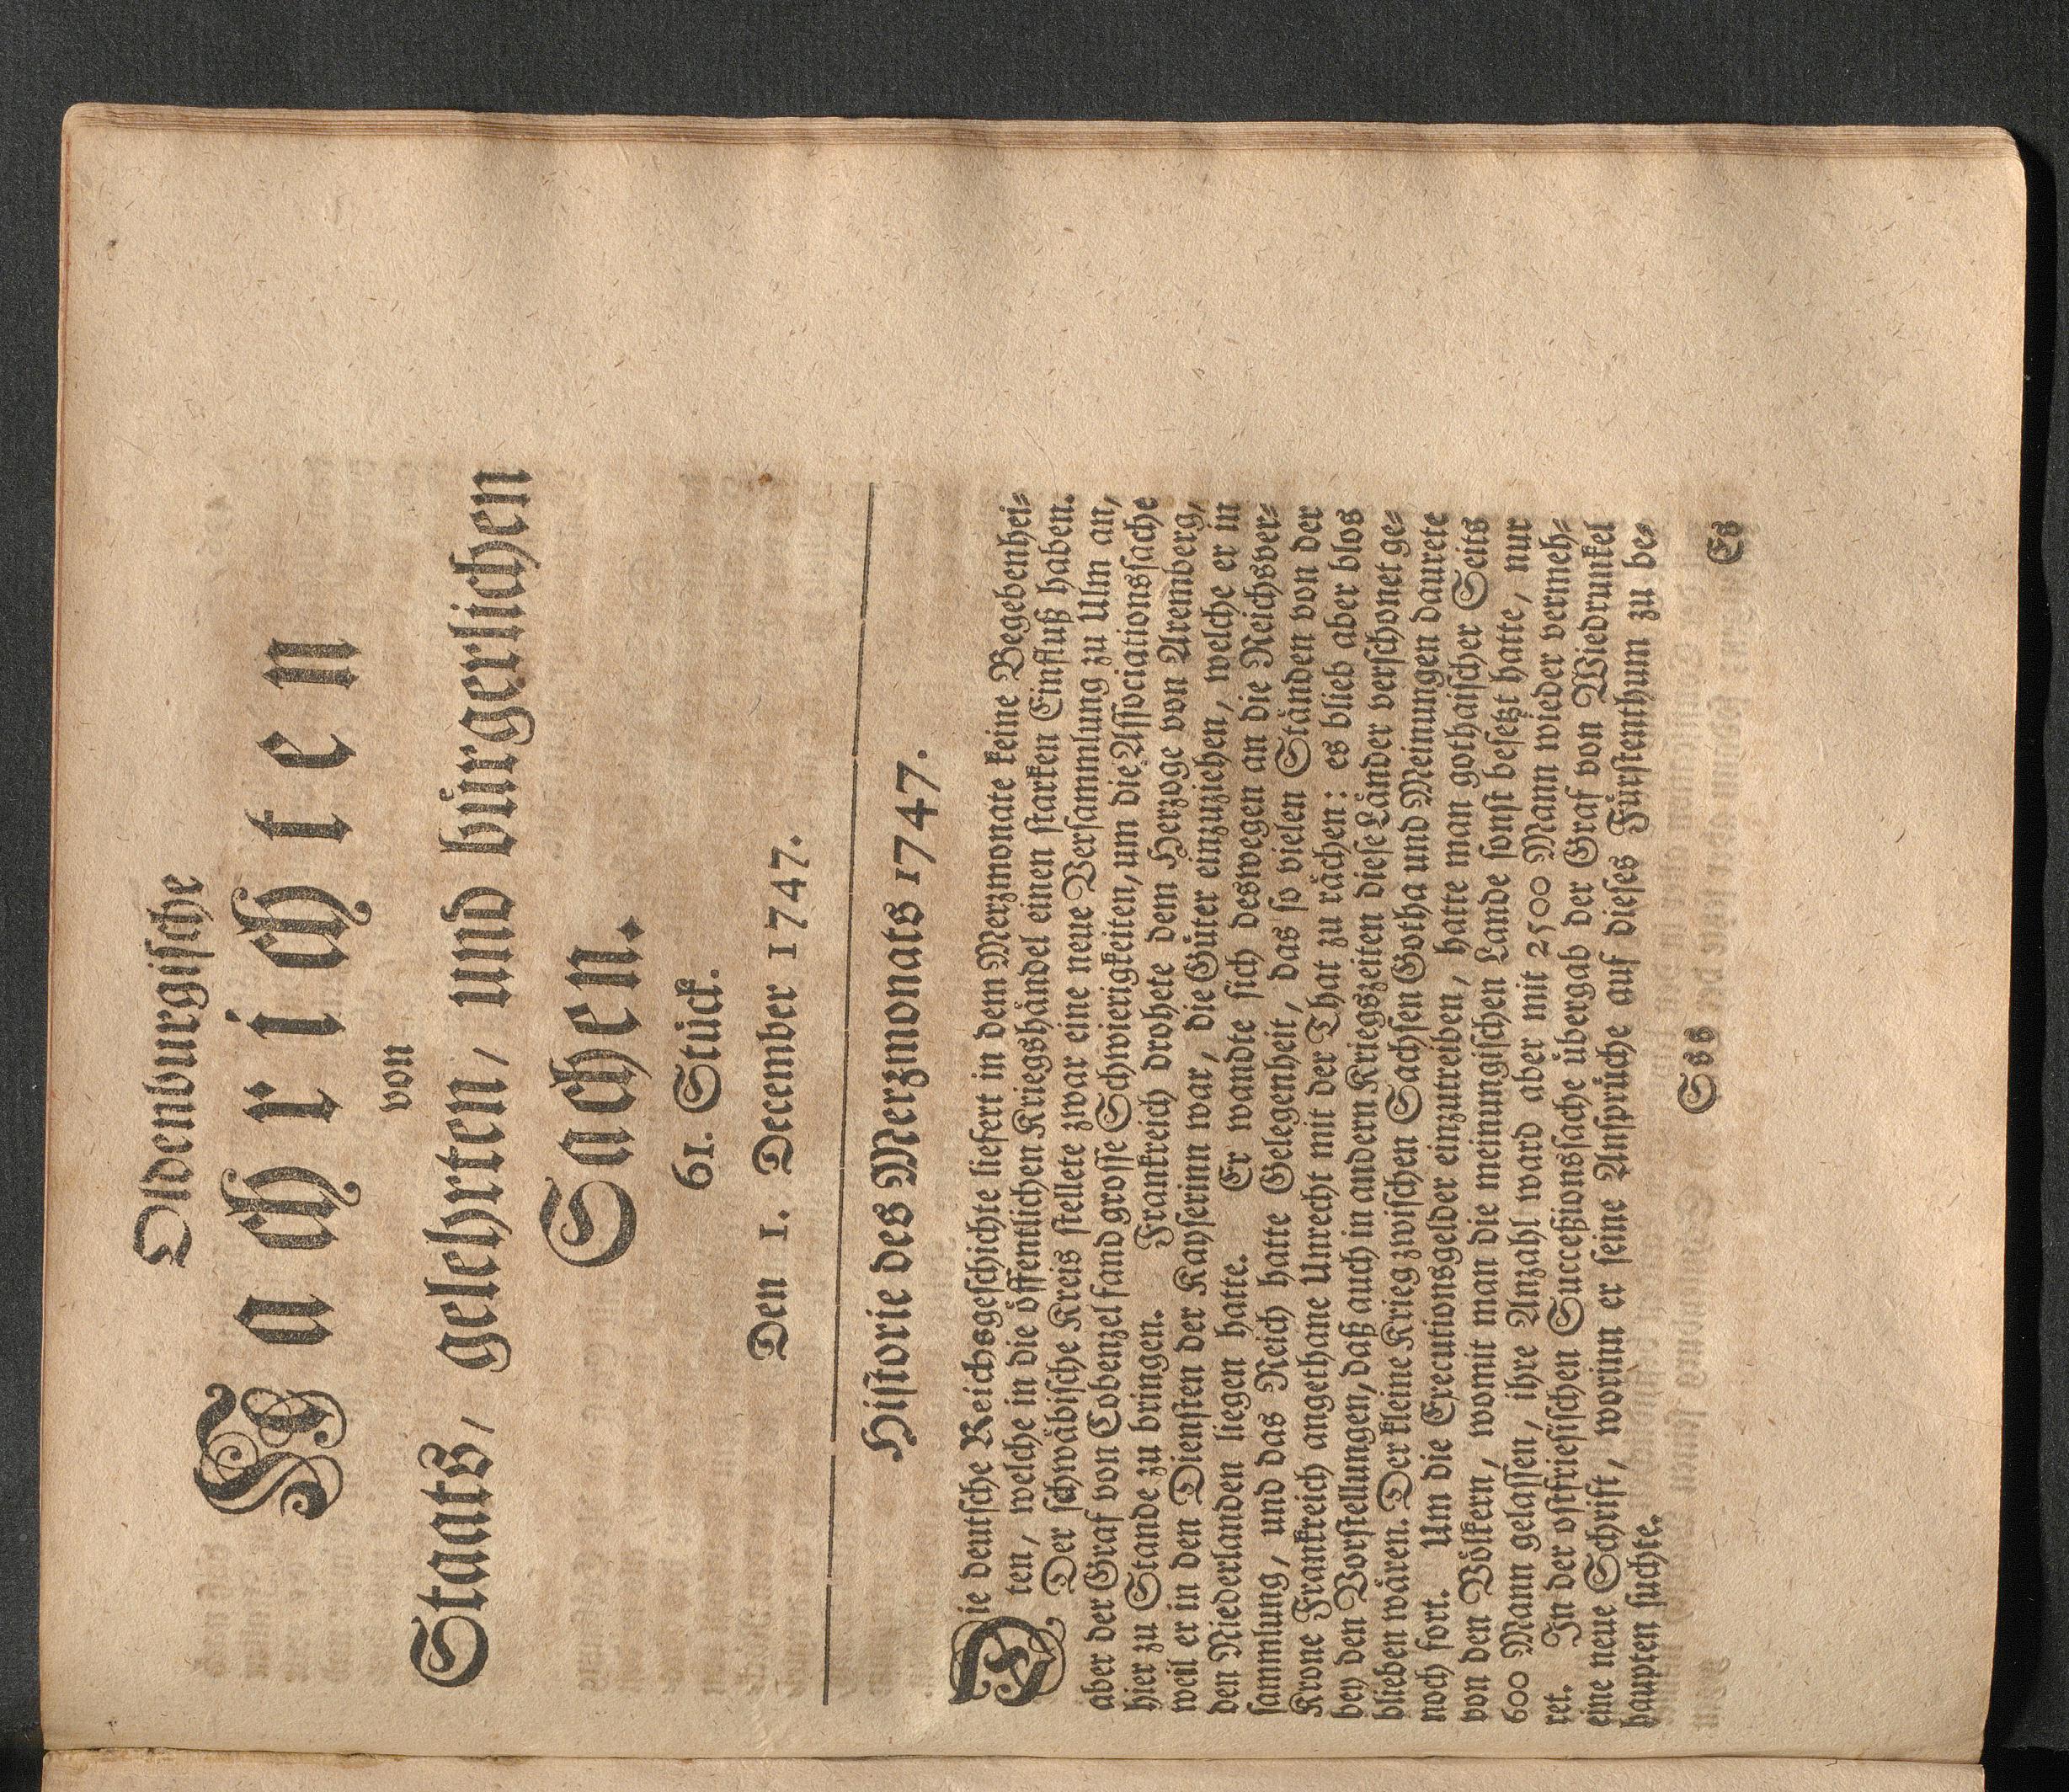 Oldenburgische
Nachrichten
von
Staats, gelehrten, und bürgerlichen
Sachen.
61. Stück.
Den 1. December 1747.
Historie des Merzmonats 1747.
Die deutsche Reichsgeschichte liefert in dem Merzmonate keine Begebenhei-
ten, welche in die öffentlichen Kriegshändel einen starken Einfluß haben.
Der schwäbische Kreis stellete zwar eine neue Versammlung zu Ulm an,
aber der Graf von Cobenzel fand grosse Schwierigkeiten, um die Associationssache
hier zu Stande zu bringen. Frankreich drohete dem Herzoge von Aremberg,
weil er in den Diensten der Kayserinn war, die Güter einzuziehen, welche er in
den Niederlanden liegen hatte. Er wandte sich deswegen an die Reichsver-
sammlung, und das Reich hatte Gelegenheit, das so vielen Ständen von der
Krone Frankreich angethane Unrecht mit der That zu rächen: es blieb aber blos
bey den Vorstellungen, daß auch in andern Kriegszeiten diese Länder verschonet ge-
blieben wären. Der kleine Krieg zwischen Sachsen Gotha und Meinungen daurete
noch fort. Um die Executionsgelder einzutreiben, hatte man gothaischer Seits
von den Völkern, womit man die meinungischen Lande sonst besetzt hatte, nur
600 Mann gelassen, ihre Anzahl ward aber mit 2500 Mann wieder verneh-
ret. In der ostfriesischen Succeßionssache übergab der Graf von Wiedrunkel
eine neue Schrift, worinn er seine Ansprüche auf dieses Fürstenthum zu be-
haupten suchte.
Sss
Es